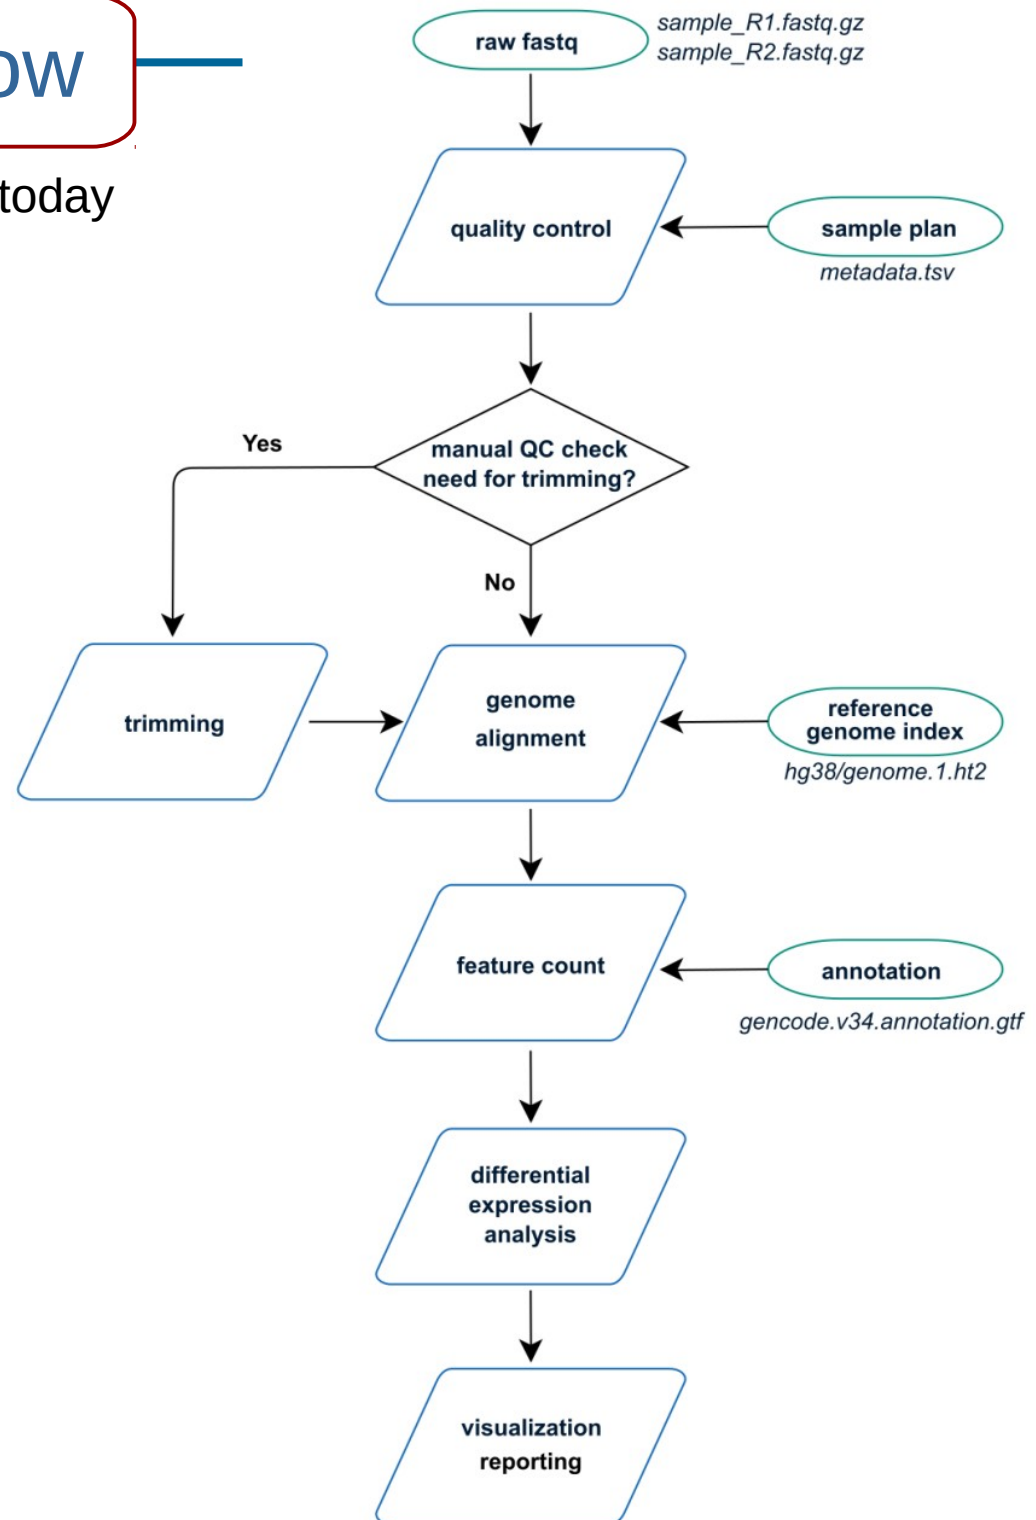 today
raw fastq
sample_R1.fastq.gz
sample_R2.fastq.gz
quality control
sample plan
metadata.tsv
manual QC check
need for trimming?
Yes
No
trimming
genome
alignment
reference
genome index
hg38/genome.1.ht2
feature count
annotation
gencode.v34.annotation.gtf
differential
expression
analysis
visualization
reporting